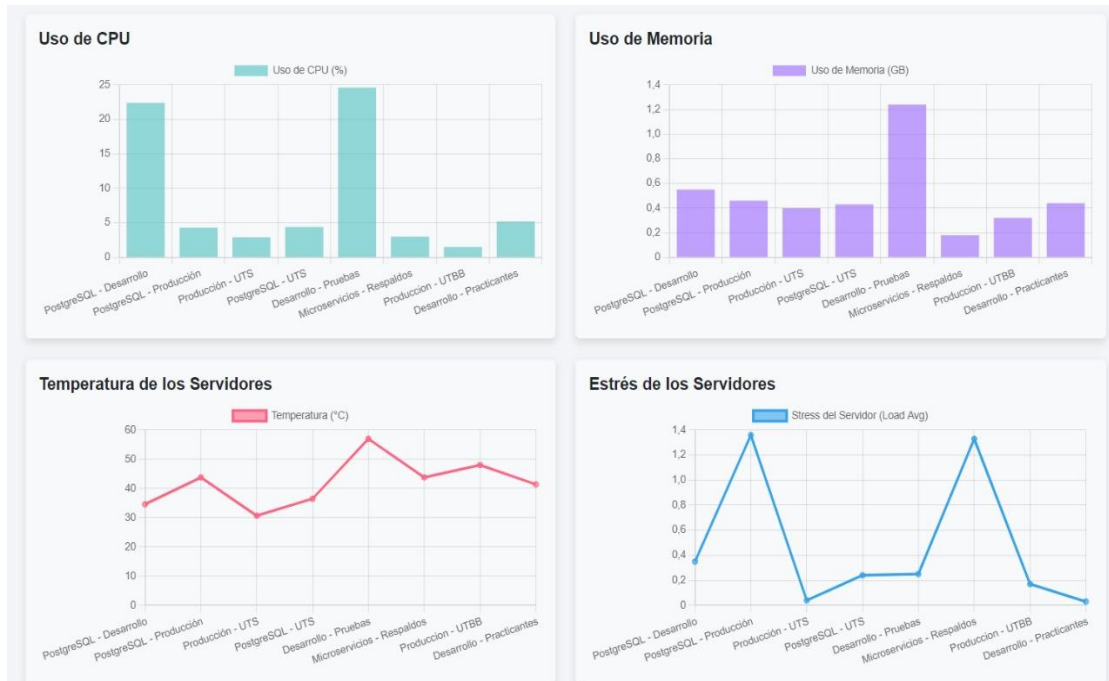 Uso de CPU
Uso de CPU (%)
25
20
15
10
5
0
PostgreSQL - Desarrollo
PostgreSQL - Producción
Producción - UTS
PostgreSQL - UTS
Desarrollo - Pruebas
Microservicios - Respaldos
Produccion - UTBB
Desarrollo - Practicantes
Uso de Memoria
Uso de Memoria (GB)
1,4
1,2
1,0
0,8
0,6
0,4
0,2
0
PostgreSQL - Desarrollo
PostgreSQL - Producción
Producción - UTS
PostgreSQL - UTS
Desarrollo - Pruebas
Microservicios - Respaldos
Produccion - UTBB
Desarrollo - Practicantes
Temperatura de los Servidores
Temperatura (°C)
60
50
40
30
20
10
0
PostgreSQL - Desarrollo
PostgreSQL - Producción
Producción - UTS
PostgreSQL - UTS
Desarrollo - Pruebas
Microservicios - Respaldos
Produccion - UTBB
Desarrollo - Practicantes
Estrés de los Servidores
Stress del Servidor (Load Avg)
1,4
1,2
1,0
0,8
0,6
0,4
0,2
0
PostgreSQL - Desarrollo
PostgreSQL - Producción
Producción - UTS
PostgreSQL - UTS
Desarrollo - Pruebas
Microservicios - Respaldos
Produccion - UTBB
Desarrollo - Practicantes